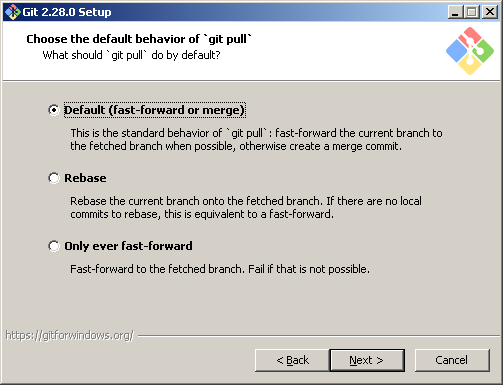 Git 2.28.0 Setup
Choose the default behavior of `git pull`
What should `git pull` do by default?
Default (fast-forward or merge)
This is the standard behavior of `git pull`: fast-forward the current branch to
the fetched branch when possible, otherwise create a merge commit.
Rebase
Rebase the current branch onto the fetched branch. If there are no local
commits to rebase, this is equivalent to a fast-forward.
Only ever fast-forward
Fast-forward to the fetched branch. Fail if that is not possible.
https://gitforwindows.org/
< Back
Next >
Cancel